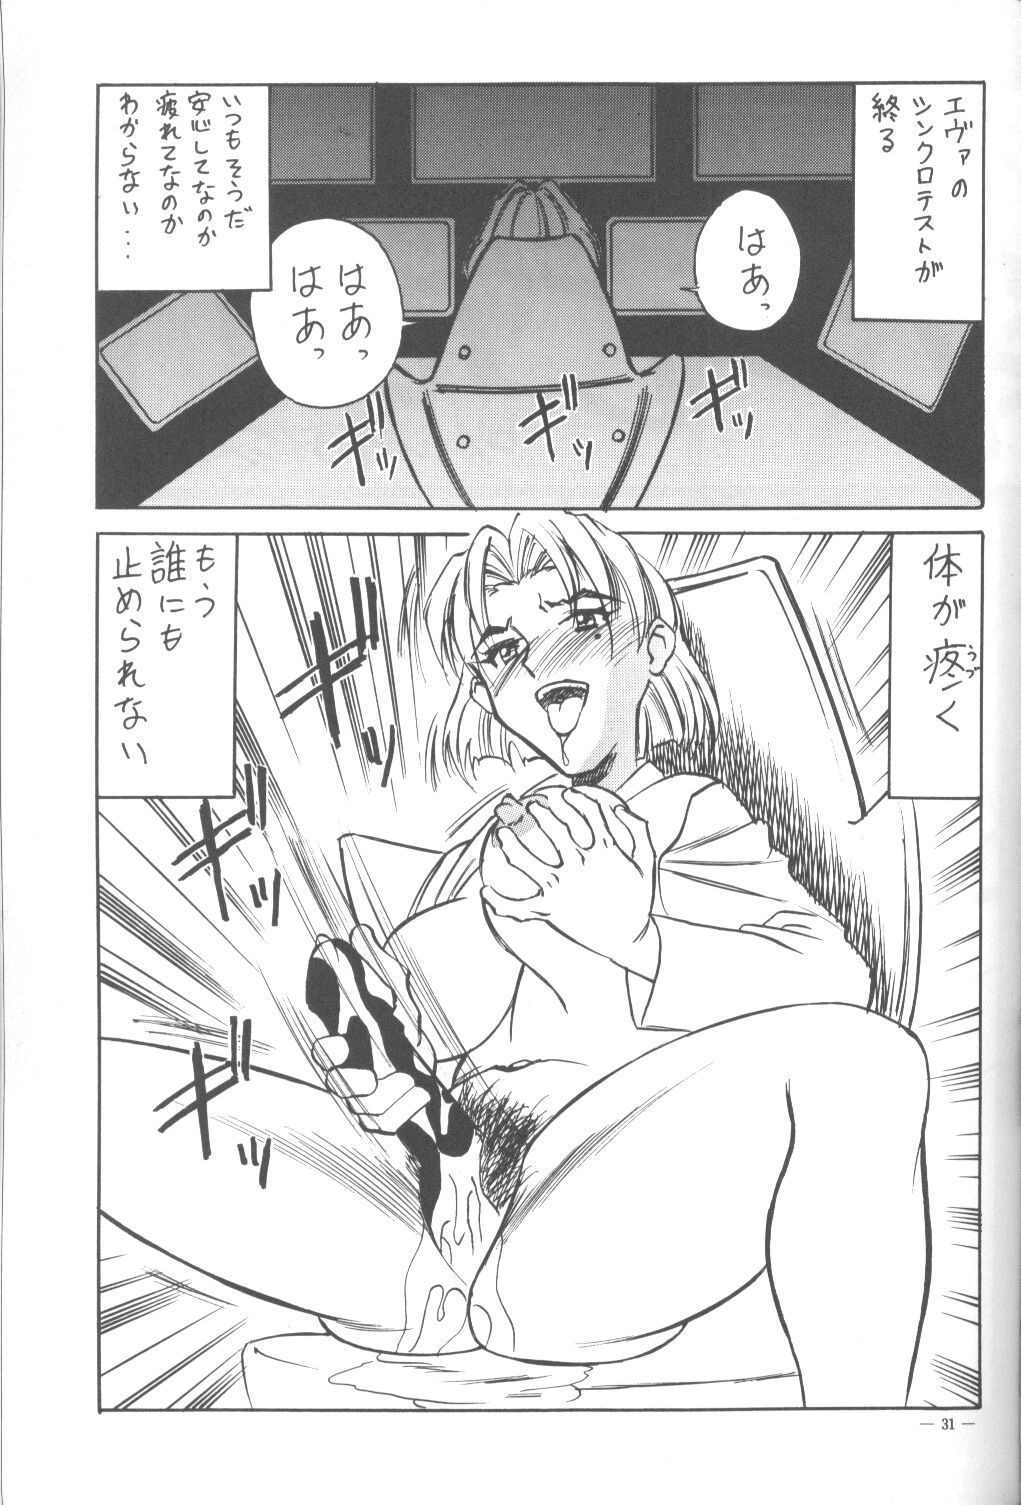 エヴァの
シンクロテストが
終る
はあっ
はあっ
はあっ
いつもそうだ
安心してなのか
疲れてなのか
わからない・・・
ギッ
ギッ
ギッ
体が疼く
うず
もう
誰にも
止められない
ギッ
ギッ
ギッ
— 31 —